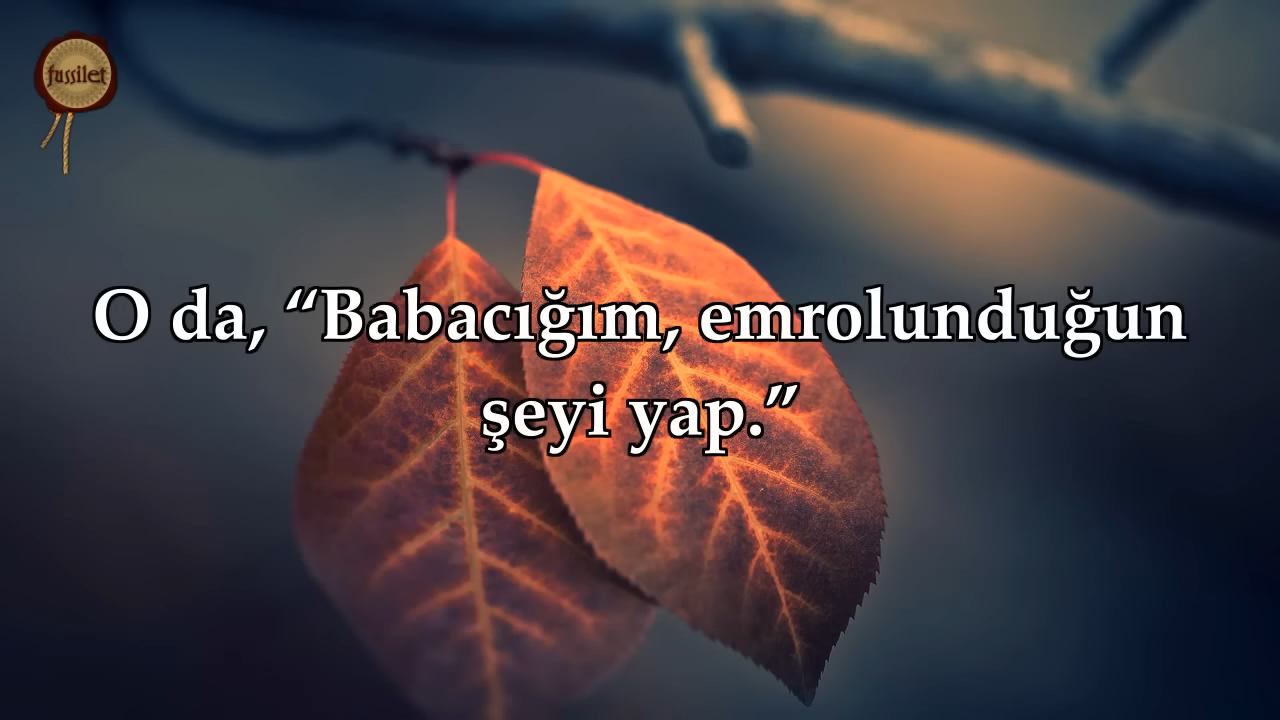 fussilet
O da, “Babacığım, emrolunduğun
şeyi yap.”